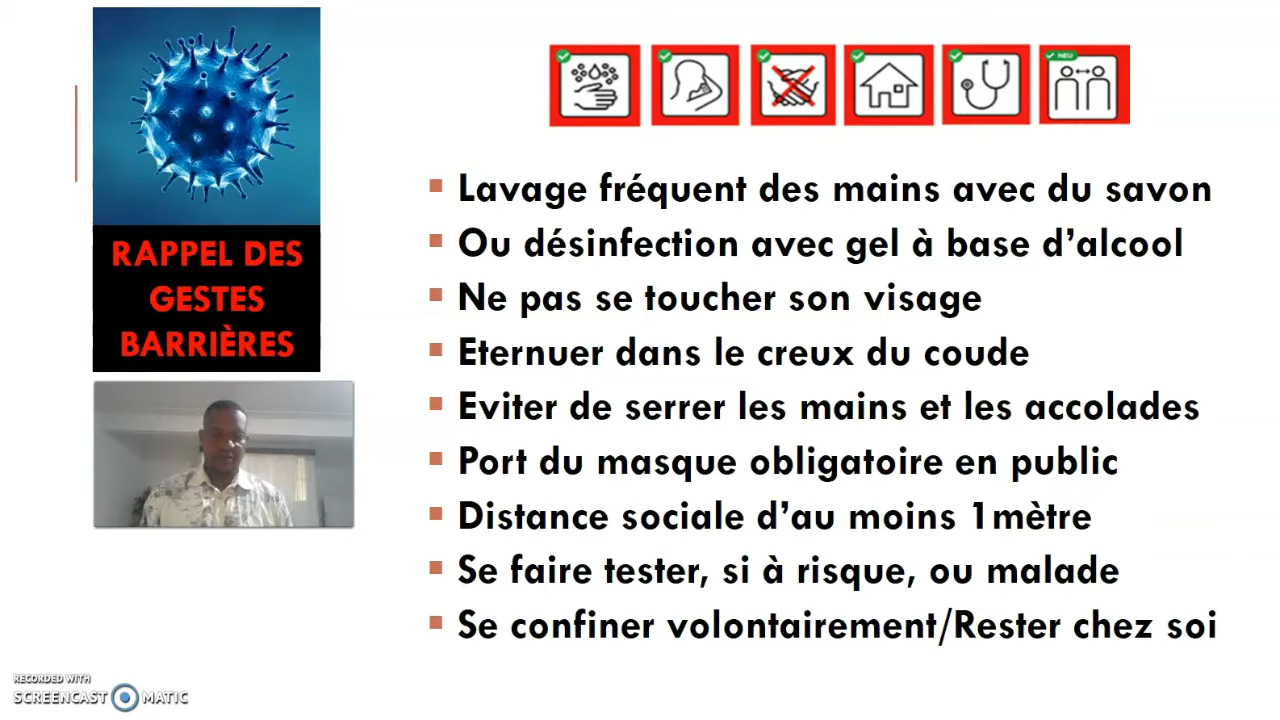 NEU
RAPPEL DES
GESTES
BARRIÈRES
Lavage fréquent des mains avec du savon
Ou désinfection avec gel à base d’alcool
Ne pas se toucher son visage
Eternuer dans le creux du coude
Eviter de serrer les mains et les accolades
Port du masque obligatoire en public
Distance sociale d’au moins 1mètre
Se faire tester, si à risque, ou malade
Se confiner volontairement/Rester chez soi
RECORDED WITH
SCREENCAST MATIC